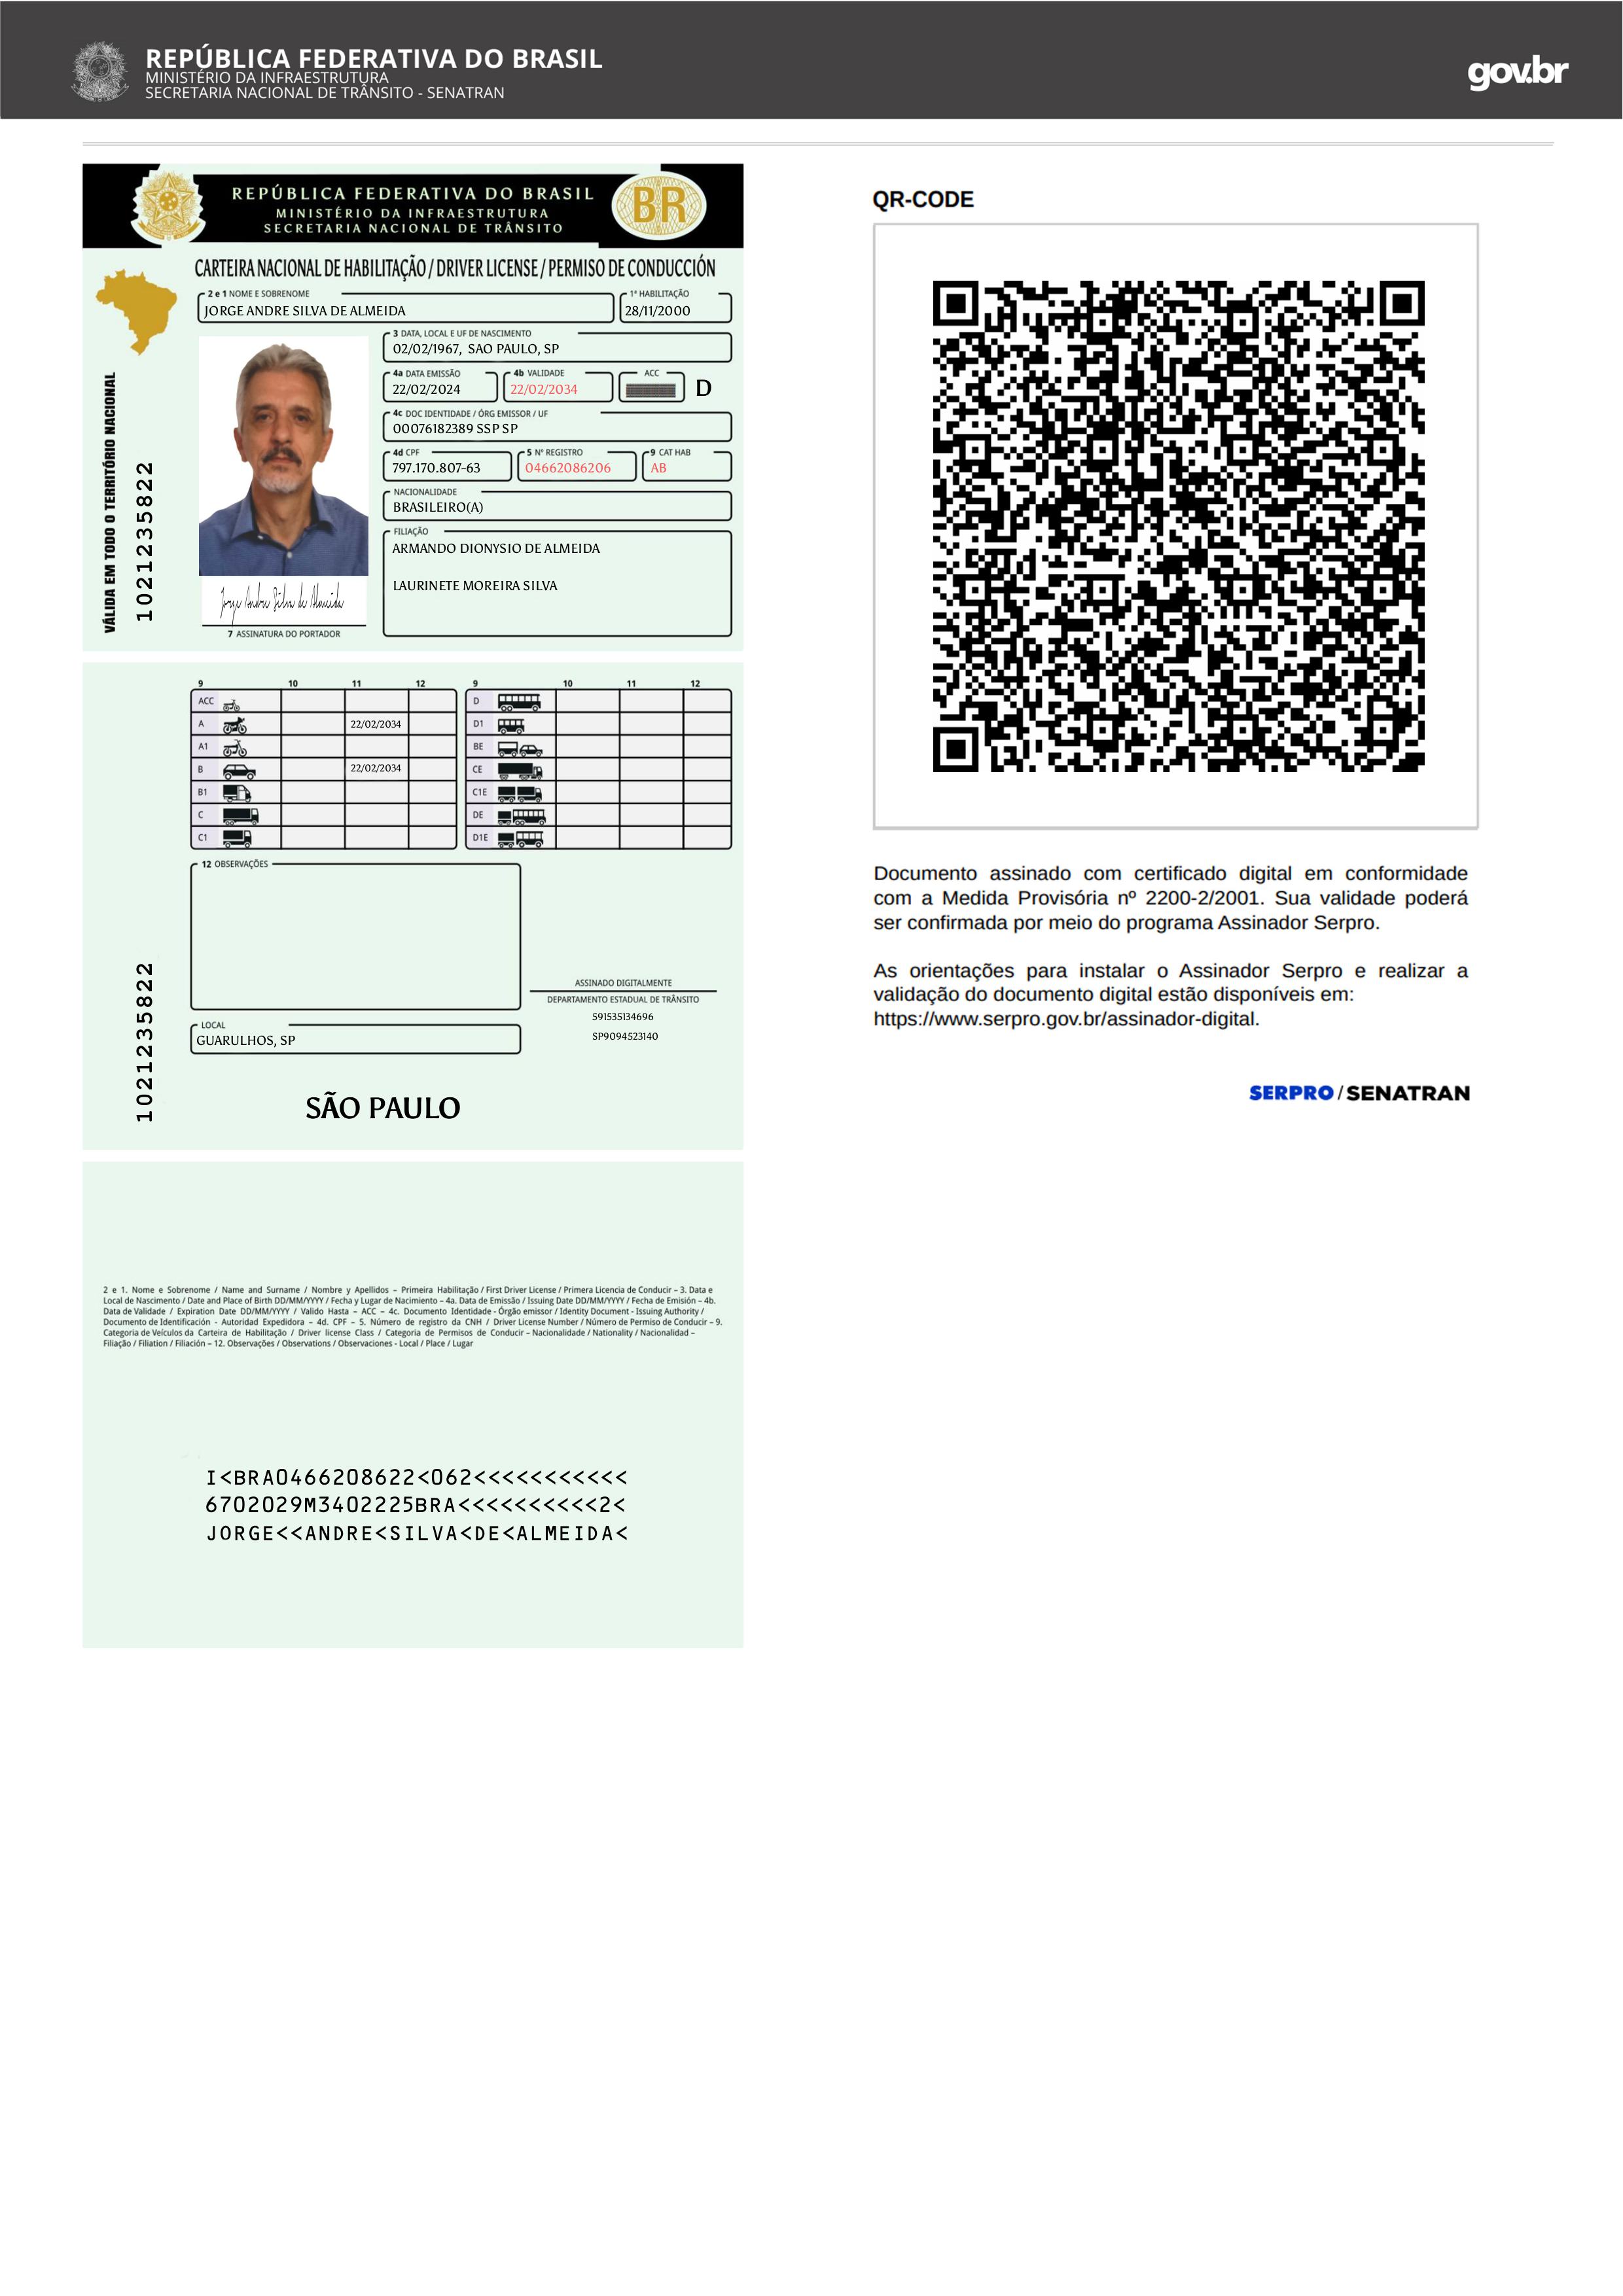 REPÚBLICA FEDERATIVA DO BRASIL
MINISTÉRIO DA INFRAESTRUTURA
SECRETARIA NACIONAL DE TRÂNSITO - SENATRAN
gov.br
REPÚBLICA FEDERATIVA DO BRASIL
MINISTÉRIO DA INFRAESTRUTURA
SECRETARIA NACIONAL DE TRÂNSITO
BR
CARTEIRA NACIONAL DE HABILITAÇÃO / DRIVER LICENSE / PERMISO DE CONDUCCIÓN
2 e 1 NOME E SOBRENOME
JORGE ANDRE SILVA DE ALMEIDA
1ª HABILITAÇÃO
28/11/2000
3 DATA, LOCAL E UF DE NASCIMENTO
02/02/1967, SAO PAULO, SP
4a DATA EMISSÃO
22/02/2024
4b VALIDADE
22/02/2034
ACC
D
4c DOC IDENTIDADE / ÓRG EMISSOR / UF
00076182389 SSP SP
4d CPF
797.170.807-63
5 Nº REGISTRO
04662086206
9 CAT HAB
AB
NACIONALIDADE
BRASILEIRO(A)
FILIAÇÃO
ARMANDO DIONYSIO DE ALMEIDA
LAURINETE MOREIRA SILVA
VÁLIDA EM TODO O TERRITÓRIO NACIONAL
1021235822
Jorge Andre Silva de Almeida
7 ASSINATURA DO PORTADOR
9 10 11 12
ACC
A 22/02/2034
A1
B 22/02/2034
B1
C
C1
9 10 11 12
D
D1
BE
CE
C1E
DE
D1E
12 OBSERVAÇÕES
ASSINADO DIGITALMENTE
DEPARTAMENTO ESTADUAL DE TRÂNSITO
591535134696
SP9094523140
LOCAL
GUARULHOS, SP
1021235822
SÃO PAULO
2 e 1. Nome e Sobrenome / Name and Surname / Nombre y Apellidos – Primeira Habilitação / First Driver License / Primera Licencia de Conducir – 3. Data e
Local de Nascimento / Date and Place of Birth DD/MM/YYYY / Fecha y Lugar de Nacimiento – 4a. Data de Emissão / Issuing Date DD/MM/YYYY / Fecha de Emisión – 4b.
Data de Validade / Expiration Date DD/MM/YYYY / Valido Hasta – ACC – 4c. Documento Identidade - Órgão emissor / Identity Document - Issuing Authority /
Documento de Identificación - Autoridad Expedidora – 4d. CPF – 5. Número de registro da CNH / Driver License Number / Número de Permiso de Conducir – 9.
Categoria de Veículos da Carteira de Habilitação / Driver license Class / Categoria de Permisos de Conducir – Nacionalidade / Nationality / Nacionalidad –
Filiação / Filiation / Filiación – 12. Observações / Observations / Observaciones - Local / Place / Lugar
I<BRA0466208622<062<<<<<<<<<<<
6702029M3402225BRA<<<<<<<<<<2<
JORGE<<ANDRE<SILVA<DE<ALMEIDA<
QR-CODE
Documento assinado com certificado digital em conformidade
com a Medida Provisória nº 2200-2/2001. Sua validade poderá
ser confirmada por meio do programa Assinador Serpro.
As orientações para instalar o Assinador Serpro e realizar a
validação do documento digital estão disponíveis em:
https://www.serpro.gov.br/assinador-digital.
SERPRO / SENATRAN